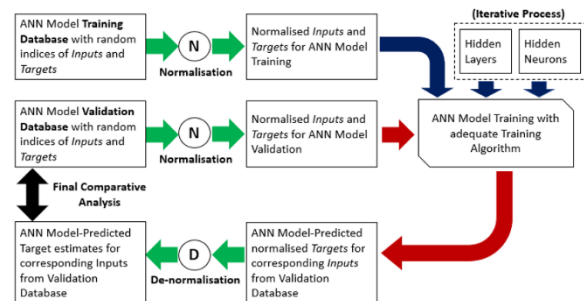 ANN Model Training
Database with random
indices of Inputs and
Targets
N
Normalisation
Normalised Inputs and
Targets for ANN Model
Training
(Iterative Process)
Hidden
Layers
Hidden
Neurons
ANN Model Validation
Database with random
indices of Inputs and
Targets
N
Normalisation
Normalised Inputs and
Targets for ANN Model
Validation
ANN Model Training with
adequate Training
Algorithm
Final Comparative
Analysis
ANN Model-Predicted
Target estimates for
corresponding Inputs
from Validation
Database
D
De-normalisation
ANN Model-Predicted
normalised Targets for
corresponding Inputs
from Validation
Database